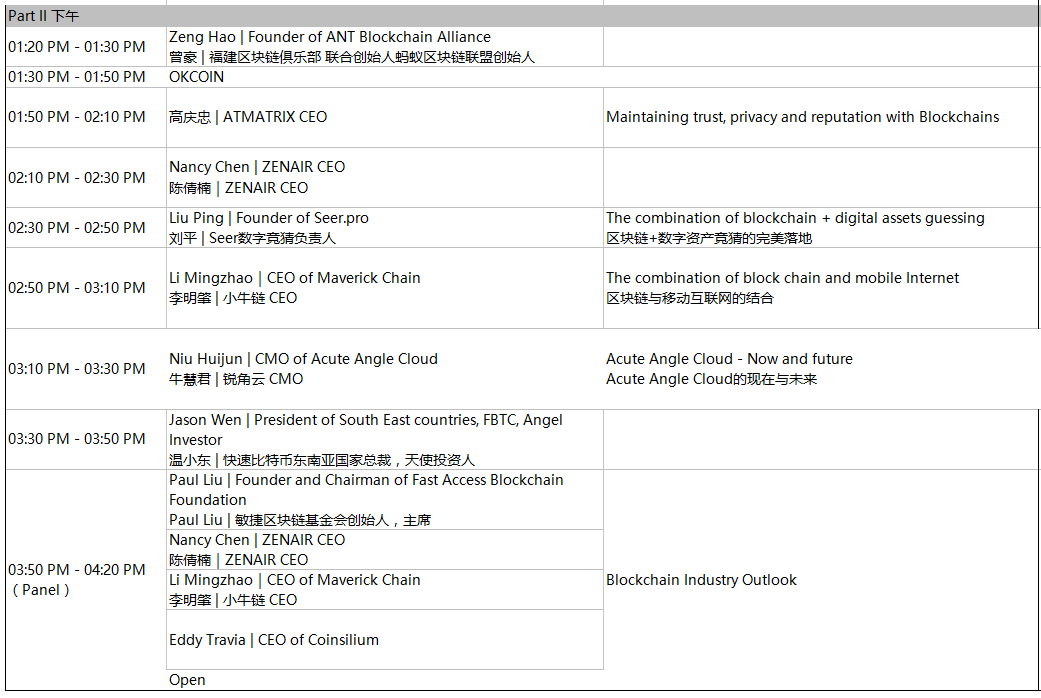 Part II 下午
01:20 PM - 01:30 PM
Zeng Hao | Founder of ANT Blockchain Alliance
曾豪 | 福建区块链俱乐部 联合创始人蚂蚁区块链联盟创始人
01:30 PM - 01:50 PM
OKCOIN
01:50 PM - 02:10 PM
高庆忠 | ATMATRIX CEO
Maintaining trust, privacy and reputation with Blockchains
02:10 PM - 02:30 PM
Nancy Chen | ZENAIR CEO
陈倩楠 | ZENAIR CEO
02:30 PM - 02:50 PM
Liu Ping | Founder of Seer.pro
刘平 | Seer数字竞猜负责人
The combination of blockchain + digital assets guessing
区块链+数字资产竞猜的完美落地
02:50 PM - 03:10 PM
Li Mingzhao | CEO of Maverick Chain
李明肇 | 小牛链 CEO
The combination of block chain and mobile Internet
区块链与移动互联网的结合
03:10 PM - 03:30 PM
Niu Huijun | CMO of Acute Angle Cloud
牛慧君 | 锐角云 CMO
Acute Angle Cloud - Now and future
Acute Angle Cloud的现在与未来
03:30 PM - 03:50 PM
Jason Wen | President of South East countries, FBTC, Angel
Investor
温小东 | 快速比特币东南亚国家总裁，天使投资人
03:50 PM - 04:20 PM
（Panel）
Paul Liu | Founder and Chairman of Fast Access Blockchain
Foundation
Paul Liu | 敏捷区块链基金会创始人，主席
Nancy Chen | ZENAIR CEO
陈倩楠 | ZENAIR CEO
Li Mingzhao | CEO of Maverick Chain
李明肇 | 小牛链 CEO
Eddy Travia | CEO of Coinsilium
Open
Blockchain Industry Outlook